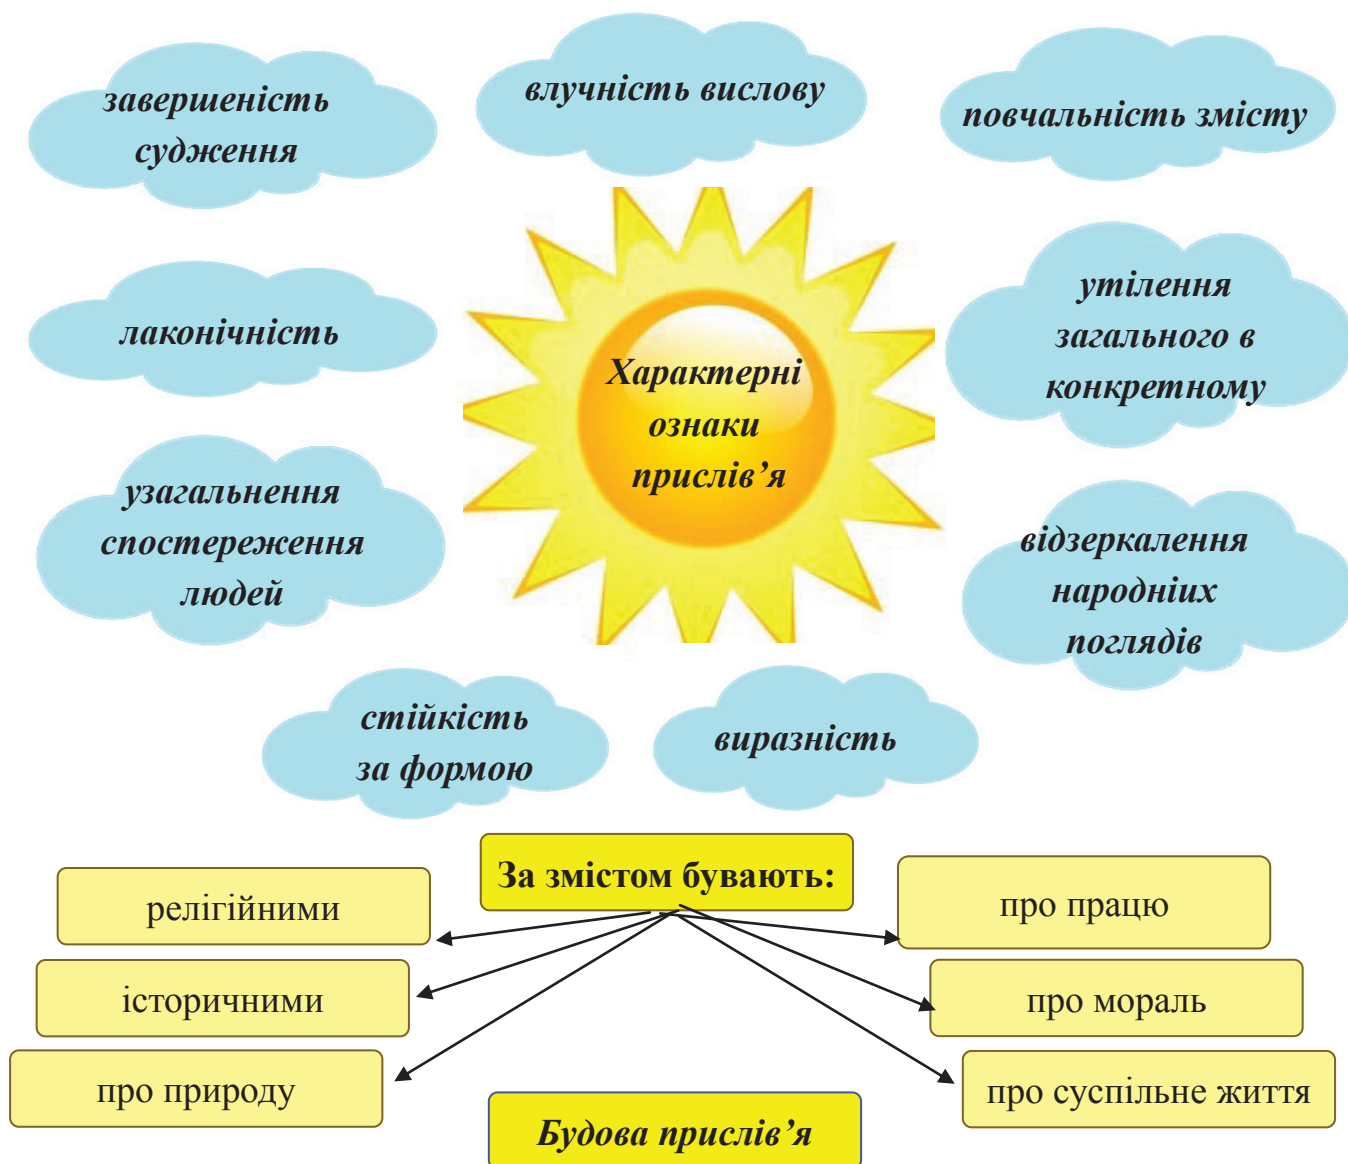 завершеність
судження
влучність вислову
повчальність змісту
лаконічність
Характерні
ознаки
прислів’я
утілення
загального в
конкретному
узагальнення
спостереження
людей
відзеркалення
народніих
поглядів
стійкість
за формою
виразність
За змістом бувають:
релігійними
історичними
про природу
про працю
про мораль
про суспільне життя
Будова прислів’я